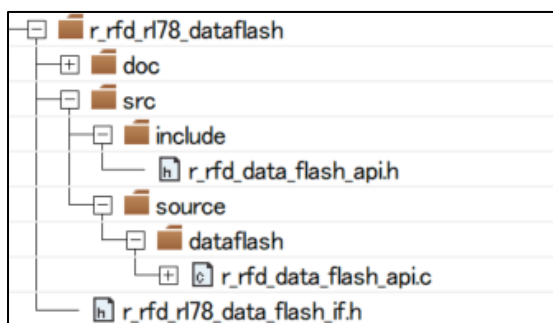 r_rfd_rl78_dataflash
doc
src
include
r_rfd_data_flash_api.h
source
dataflash
r_rfd_data_flash_api.c
r_rfd_rl78_data_flash_if.h